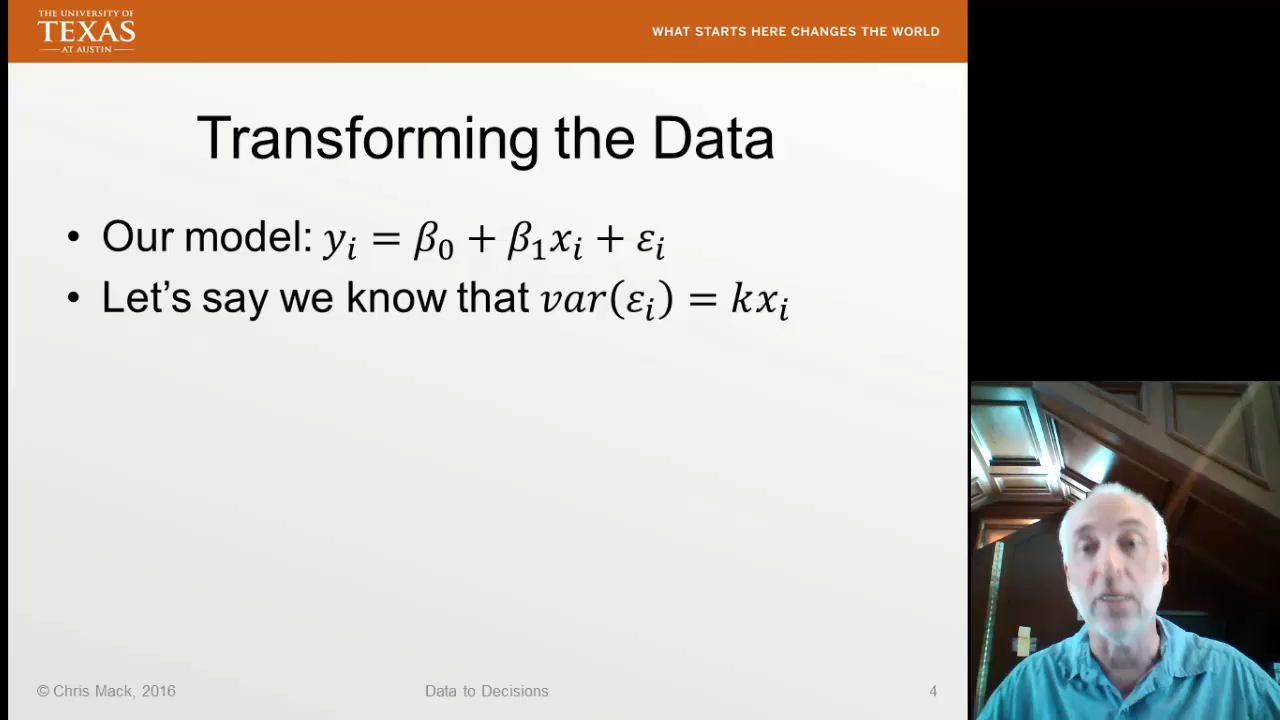 THE UNIVERSITY OF
TEXAS
AT AUSTIN
WHAT STARTS HERE CHANGES THE WORLD
Transforming the Data
• Our model: 𝑦ᵢ = β₀ + β₁𝑥ᵢ + εᵢ
• Let’s say we know that 𝑣𝑎𝑟(εᵢ) = 𝑘𝑥ᵢ
© Chris Mack, 2016
Data to Decisions
4